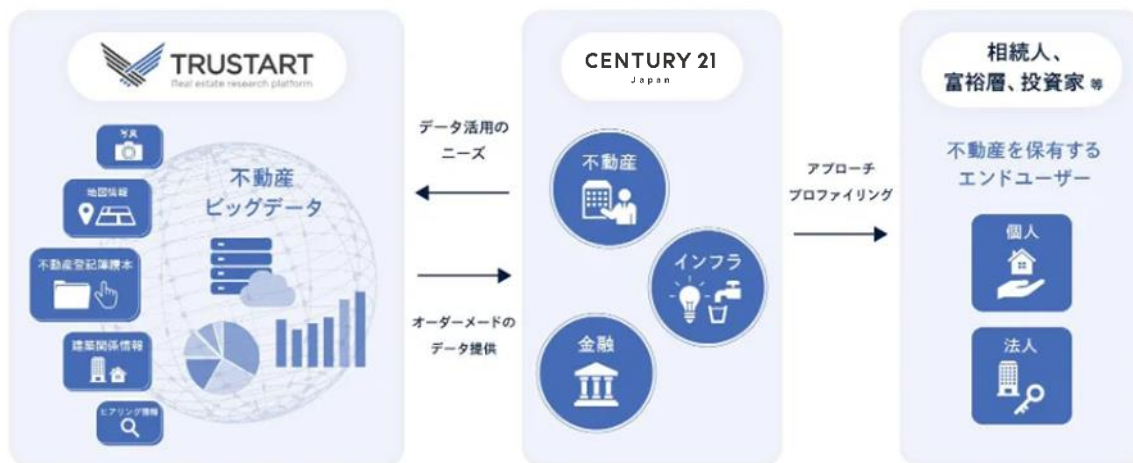 TRUSTART
Real estate research platform
写真
地図情報
不動産登記簿謄本
建築関係情報
ヒアリング情報
不動産
ビッグデータ
データ活用の
ニーズ
オーダーメードの
データ提供
CENTURY 21
Japan
不動産
インフラ
金融
アプローチ
プロファイリング
相続人、
富裕層、投資家 等
不動産を保有する
エンドユーザー
個人
法人